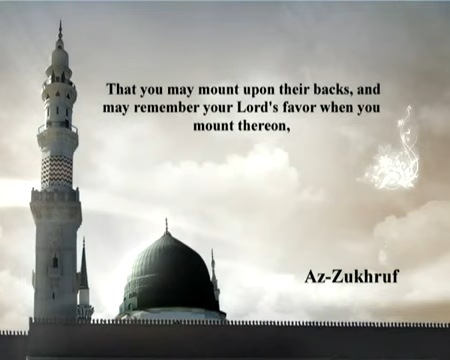 That you may mount upon their backs, and
may remember your Lord's favor when you
mount thereon,
Az-Zukhruf